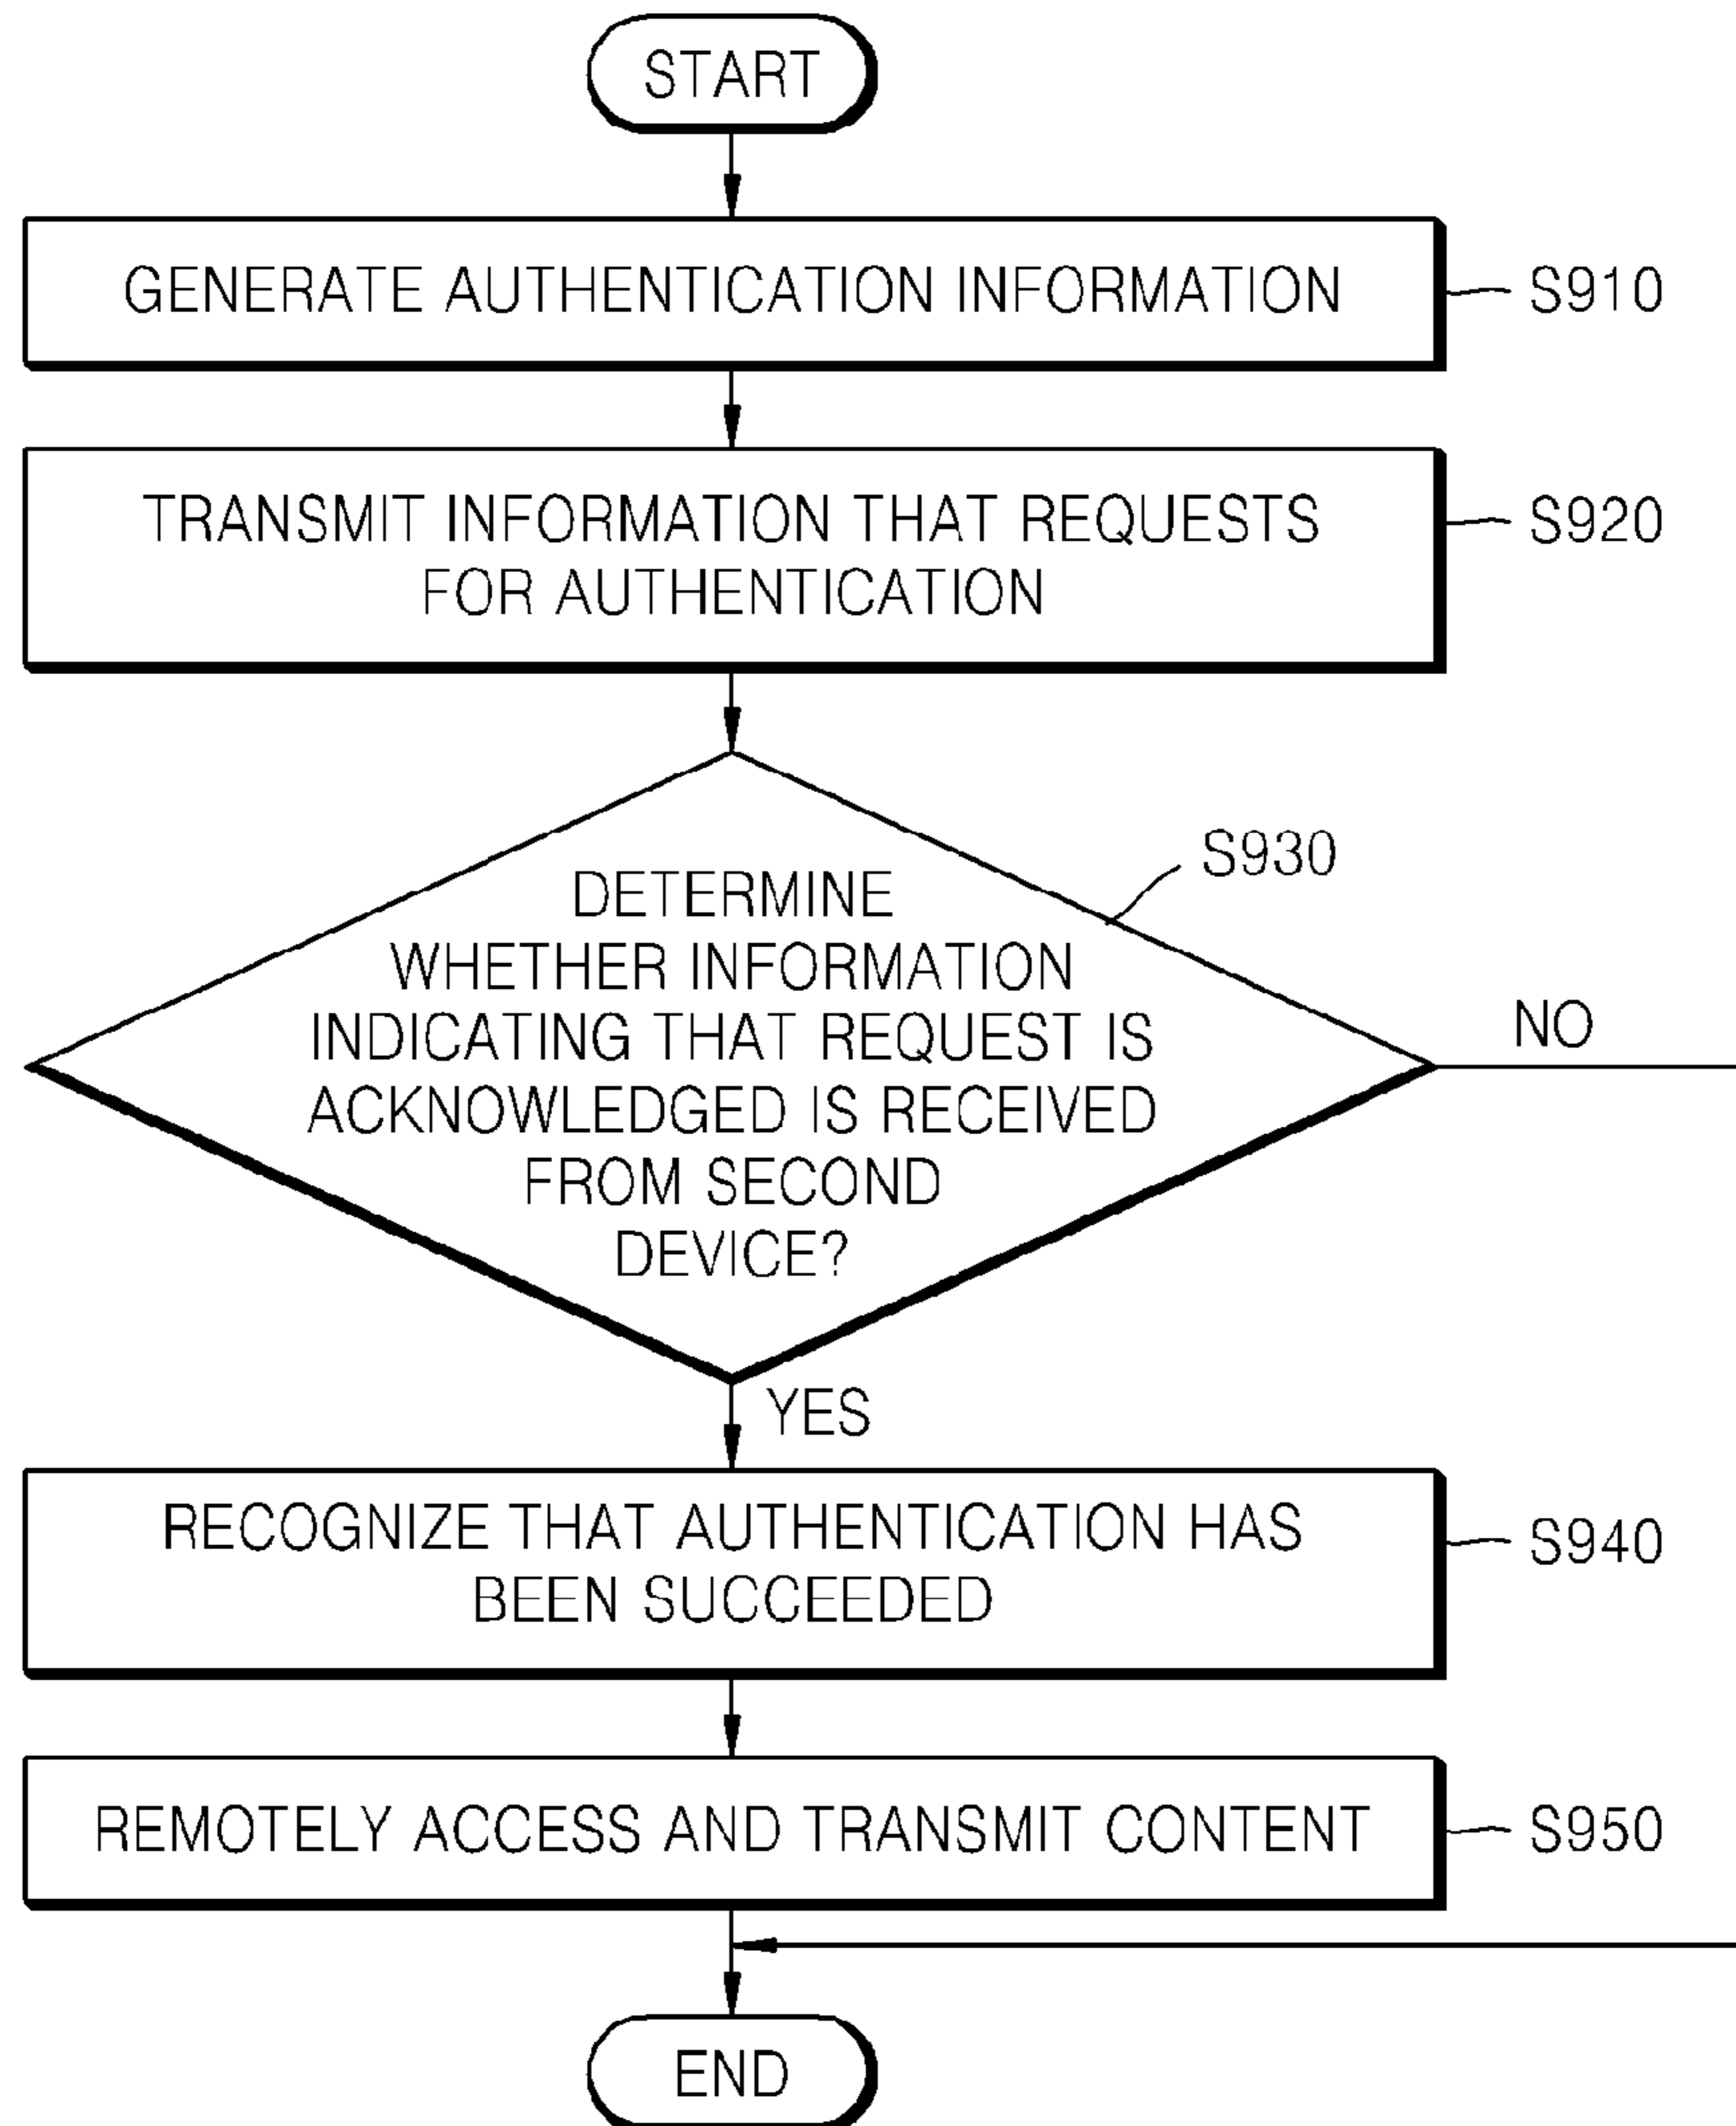 START
GENERATE AUTHENTICATION INFORMATION
S910
TRANSMIT INFORMATION THAT REQUESTS
FOR AUTHENTICATION
S920
S930
DETERMINE
WHETHER INFORMATION
INDICATING THAT REQUEST IS
ACKNOWLEDGED IS RECEIVED
FROM SECOND
DEVICE?
NO
YES
RECOGNIZE THAT AUTHENTICATION HAS
BEEN SUCCEEDED
S940
REMOTELY ACCESS AND TRANSMIT CONTENT
S950
END